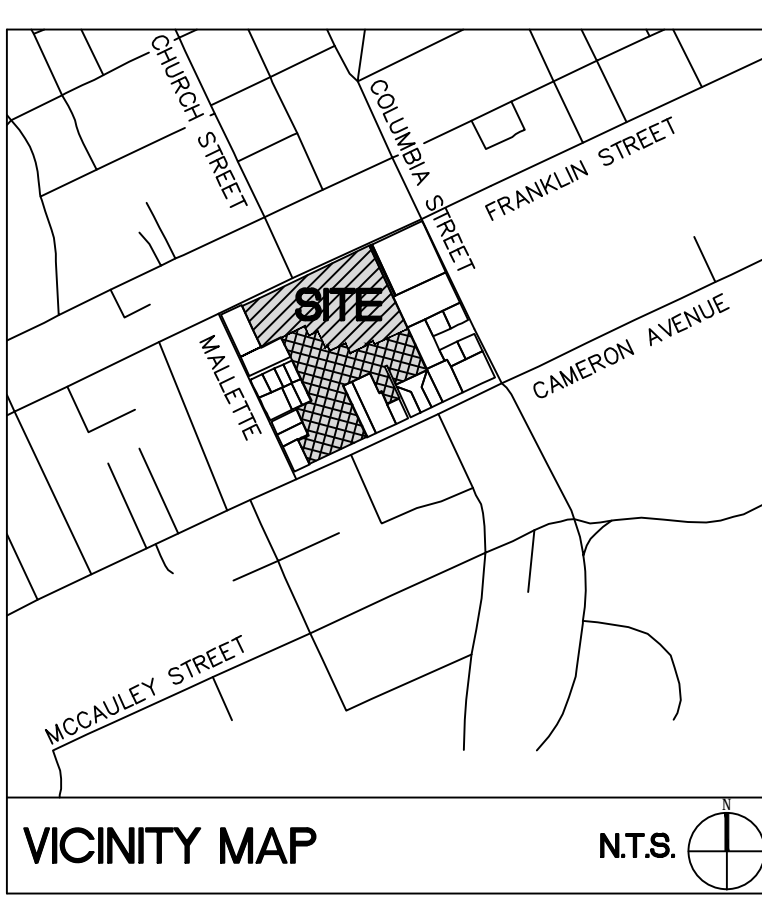 CHURCH STREET
COLUMBIA STREET
FRANKLIN STREET
SITE
MALLETTE
CAMERON AVENUE
MCCAULEY STREET
N
VICINITY MAP
N.T.S.